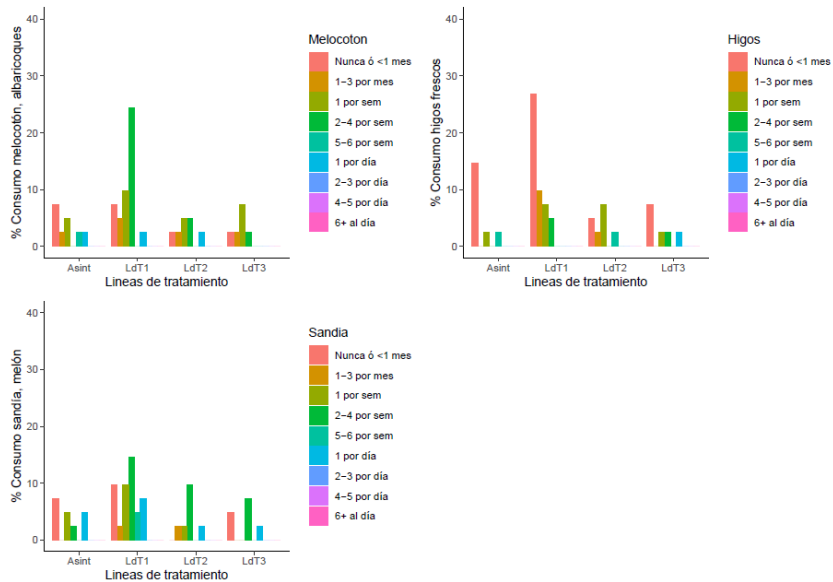 % Consumo melocotón, albaricoques
40
30
20
10
0
Asint LdT1 LdT2 LdT3
Lineas de tratamiento
Melocoton
Nunca ó <1 mes
1−3 por mes
1 por sem
2−4 por sem
5−6 por sem
1 por día
2−3 por día
4−5 por día
6+ al día
% Consumo higos frescos
40
30
20
10
0
Asint LdT1 LdT2 LdT3
Lineas de tratamiento
Higos
Nunca ó <1 mes
1−3 por mes
1 por sem
2−4 por sem
5−6 por sem
1 por día
2−3 por día
4−5 por día
6+ al día
% Consumo sandía, melón
40
30
20
10
0
Asint LdT1 LdT2 LdT3
Lineas de tratamiento
Sandia
Nunca ó <1 mes
1−3 por mes
1 por sem
2−4 por sem
5−6 por sem
1 por día
2−3 por día
4−5 por día
6+ al día